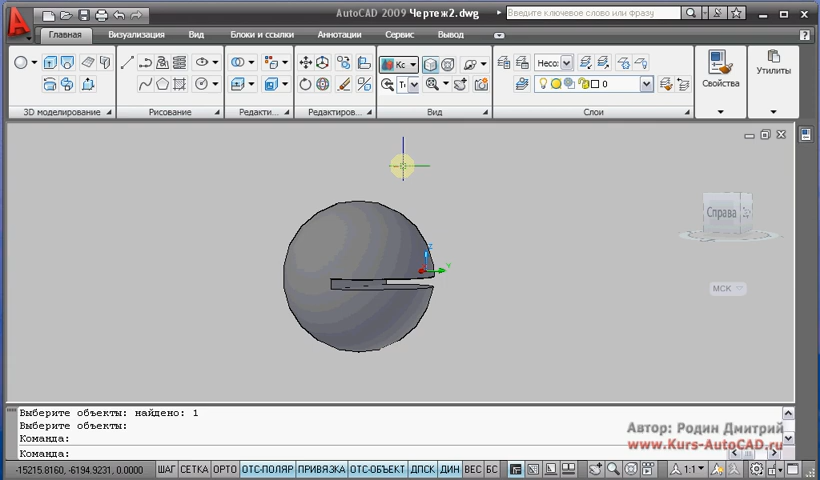 AutoCAD 2009 Чертеж2.dwg
Введите ключевое слово или фразу
Главная Визуализация Вид Блоки и ссылки Аннотации Сервис Вывод
Несо:
0
Свойства
Утилиты
3D моделирование Рисование Редакти... Редактиров... Вид Слои
Справа
Z
Y
МСК
Выберите объекты: найдено: 1
Выберите объекты:
Команда:
Команда:
Автор: Родин Дмитрий
www.Kurs-AutoCAD.ru
-15215.8160, -6194.9231, 0.0000 ШАГ СЕТКА ОРТО ОТС-ПОЛЯР ПРИВЯЗКА ОТС-ОБЪЕКТ ДПСК ДИН ВЕС БС 1:1